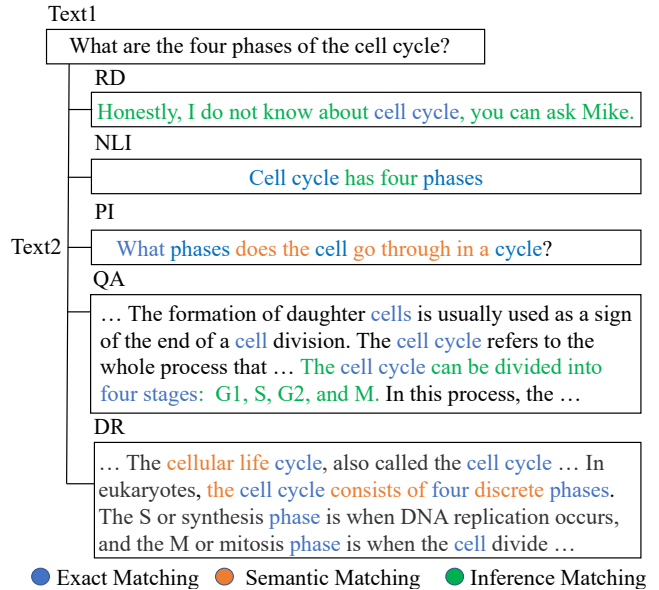 Text1
What are the four phases of the cell cycle?
RD
Honestly, I do not know about cell cycle, you can ask Mike.
NLI
Cell cycle has four phases
PI
Text2
What phases does the cell go through in a cycle?
QA
… The formation of daughter cells is usually used as a sign
of the end of a cell division. The cell cycle refers to the
whole process that … The cell cycle can be divided into
four stages: G1, S, G2, and M. In this process, the …
DR
… The cellular life cycle, also called the cell cycle … In
eukaryotes, the cell cycle consists of four discrete phases.
The S or synthesis phase is when DNA replication occurs,
and the M or mitosis phase is when the cell divide …
Exact Matching Semantic Matching Inference Matching